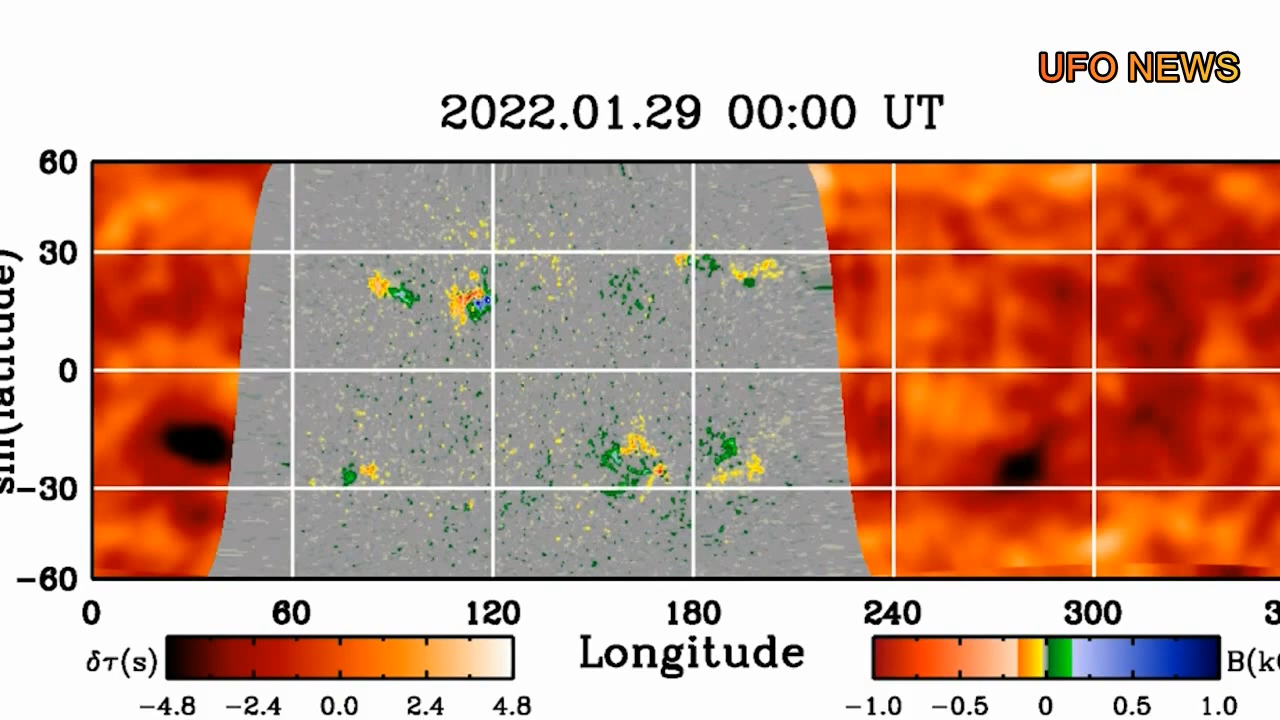 UFO NEWS
2022.01.29 00:00 UT
60
30
0
−30
−60
sin(latitude)
0 60 120 180 240 300
δτ(s)
Longitude
B(k
−4.8 −2.4 0.0 2.4 4.8
−1.0 −0.5 0 0.5 1.0